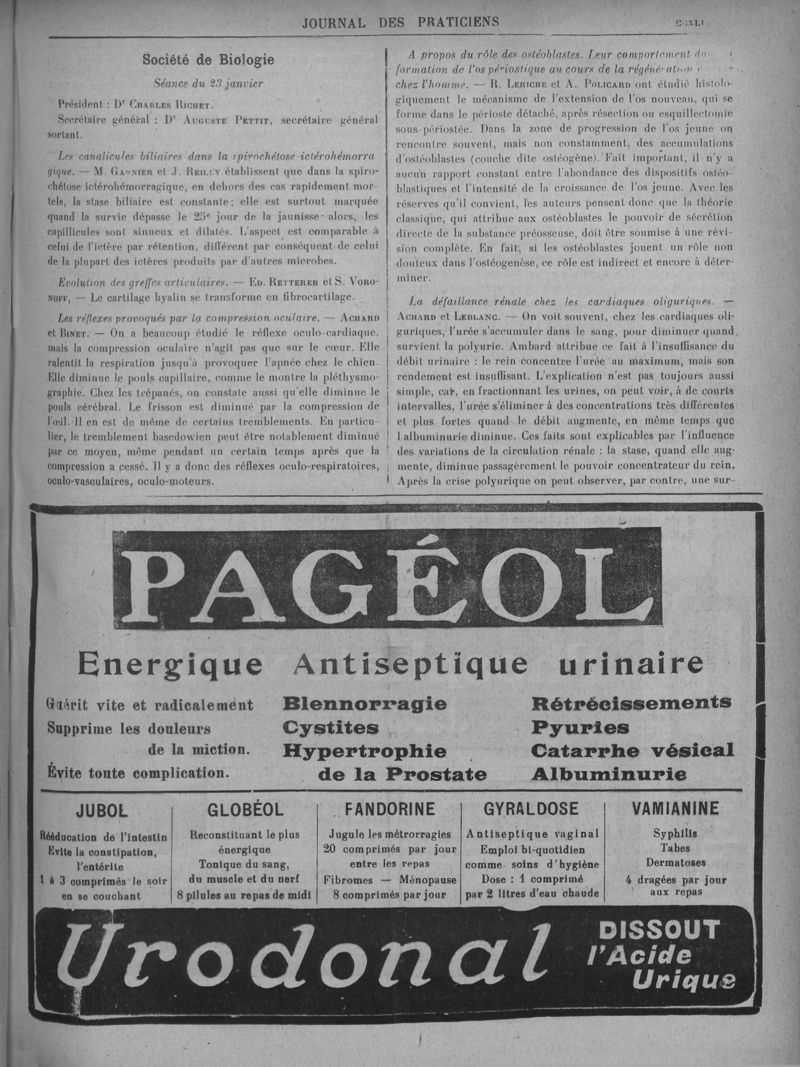 JOURNAL DES PRATICIENS
Société de Biologie
Séance du 23 janvier
Président : Dr CHARLES RICHET.
Secrétaire général : Dr AUGUSTE PETTIT, secrétaire général
sortant.
Les canalicules biliaires dans la spirochétose ictérohémorra
gique. — M. GARNIER et J. REILLY établissent que dans la spiro-
chétose ictérohémorragique, en dehors des cas rapidement mor-
tels, la stase biliaire est constante ; elle est surtout marquée
quand la survie dépasse le 25e jour de la jaunisse · alors, les
capillicules sont sinueux et dilatés. L'aspect est comparable à
celui de l'ictère par rétention, différent par conséquent de celui
de la plupart des ictères produits par d'autres microbes.
Evolution des greffes articulaires. — ED. RETTERER et S. VORO-
NOFF, — Le cartilage hyalin se transforme en fibrocartilage.
Les réflexes provoqués par la compression oculaire. — ACHARD
et BINET. — On a beaucoup étudié le réflexe oculo-cardiaque,
mais la compression oculaire n'agit pas que sur le cœur. Elle
ralentit la respiration jusqu'à provoquer l'apnée chez le chien.
Elle diminue le pouls capillaire, comme le montre la pléthysmo-
graphie. Chez les trépanés, on constate aussi qu'elle diminue le
pouls cérébral. Le frisson est diminué par la compression de
l'œil. Il en est de même de certains tremblements. En particu-
lier, le tremblement basedowien peut être notablement diminué
par ce moyen, même pendant un certain temps après que la
compression a cessé. Il y a donc des réflexes oculo-respiratoires,
oculo-vasculaires, oculo-moteurs.
A propos du rôle des ostéoblastes. Leur comportement
formation de l'os périostique au cours de la régénération
chez l'homme. — R. LERICHE et A. POLICARD ont étudié histolo-
giquement le mécanisme de l'extension de l'os nouveau, qui se
forme dans le périoste détaché, après résection ou esquillectomie
sous-périostée. Dans la zone de progression de l'os jeune on
rencontre souvent, mais non constamment, des accumulations
d'ostéoblastes (couche dite ostéogène). Fait important, il n'y a
aucun rapport constant entre l'abondance des dispositifs ostéo-
blastiques et l'intensité de la croissance de l'os jeune. Avec les
réserves qu'il convient, les auteurs pensent donc que la théorie
classique, qui attribue aux ostéoblastes le pouvoir de sécrétion
directe de la substance préosseuse, doit être soumise à une révi-
sion complète. En fait, si les ostéoblastes jouent un rôle non
douteux dans l'ostéogenèse, ce rôle est indirect et encore à déter-
miner.
La défaillance rénale chez les cardiaques oliguriques. —
ACHARD et LEBLANC. — On voit souvent, chez les cardiaques oli-
guriques, l'urée s'accumuler dans le sang, pour diminuer quand
survient la polyurie. Ambard attribue ce fait à l'insuffisance du
débit urinaire : le rein concentre l'urée au maximum, mais son
rendement est insuffisant. L'explication n'est pas toujours aussi
simple, car, en fractionnant les urines, on peut voir, à de courts
intervalles, l'urée s'éliminer à des concentrations très différentes
et plus fortes quand le débit augmente, en même temps que
l albuminurie diminue. Ces faits sont explicables par l'influence
des variations de la circulation rénale : la stase, quand elle aug-
mente, diminue passagèrement le pouvoir concentrateur du rein.
Après la crise polyurique on peut observer, par contre, une sur-
PAGÉOL
Energique Antiseptique urinaire
Guérit vite et radicalement
Supprime les douleurs
de la miction.
Évite toute complication.
Blennorragie
Cystites
Hypertrophie
de la Prostate
Rétrécissements
Pyuries
Catarrhe vésical
Albuminurie
JUBOL
Rééducation de l'intestin
Evite la constipation,
l'entérite
1 à 3 comprimés le soir
en se couchant
GLOBÉOL
Reconstituant le plus
énergique
Tonique du sang,
du muscle et du nerf
8 pilules au repas de midi
FANDORINE
Jugule les métrorragies
20 comprimés par jour
entre les repas
Fibromes — Ménopause
8 comprimés par jour
GYRALDOSE
Antiseptique vaginal
Emploi bi-quotidien
comme soins d'hygiène
Dose : 1 comprimé
par 2 litres d'eau chaude
VAMIANINE
Syphilis
Tabes
Dermatoses
4 dragées par jour
aux repas
Urodonal
DISSOUT
l'Acide
Urique